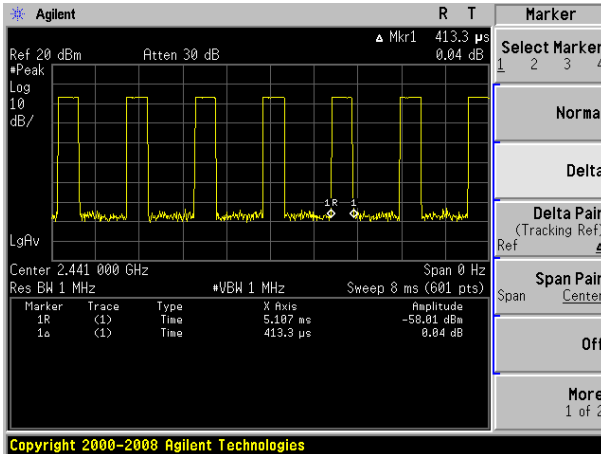 Agilent R T Marker
Δ Mkr1 413.3 µs
Ref 20 dBm Atten 30 dB 0.04 dB
#Peak
Log
10
dB/
1R 1
LgAv
Center 2.441 000 GHz Span 0 Hz
Res BW 1 MHz #VBW 1 MHz Sweep 8 ms (601 pts)
Marker Trace Type X Axis Amplitude
1R (1) Time 5.107 ms -58.01 dBm
1Δ (1) Time 413.3 µs 0.04 dB
Copyright 2000-2008 Agilent Technologies
Select Marker
1 2 3 4
Norma
Delta
Delta Pair
(Tracking Ref)
Ref Δ
Span Pair
Span Center
Off
More
1 of 2